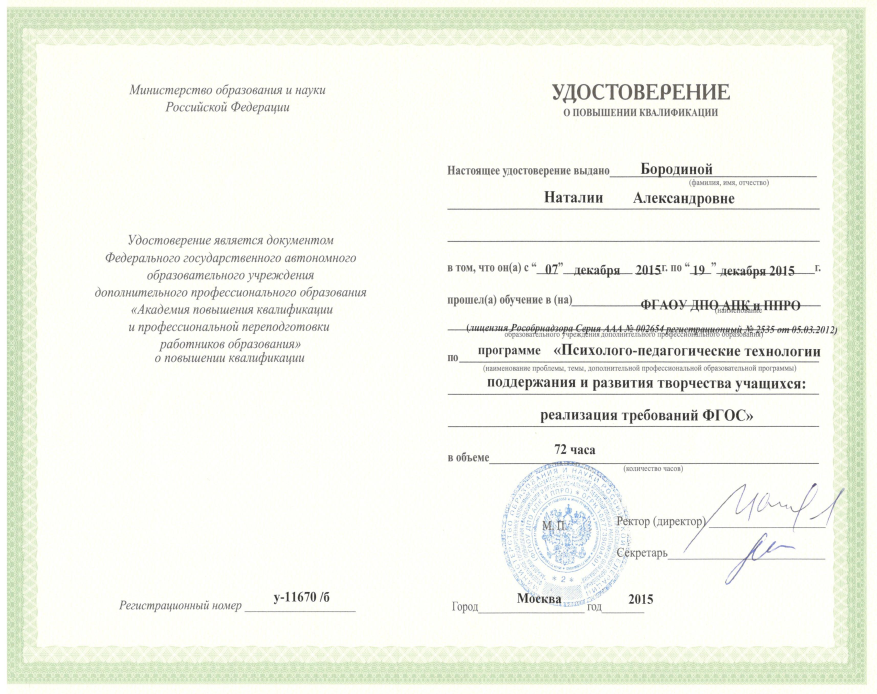 Министерство образования и науки
Российской Федерации
Удостоверение является документом
Федерального государственного автономного
образовательного учреждения
дополнительного профессионального образования
«Академия повышения квалификации
и профессиональной переподготовки
работников образования»
о повышении квалификации
Регистрационный номер у-11670 /б
УДОСТОВЕРЕНИЕ
О ПОВЫШЕНИИ КВАЛИФИКАЦИИ
Настоящее удостоверение выдано Бородиной
(фамилия, имя, отчество)
Наталии Александровне
в том, что он(а) с “ 07” декабря 2015г. по “ 19 ” декабря 2015 г.
прошел(а) обучение в (на) ФГАОУ ДПО АПК и ППРО
(наименование
(лицензия Рособрнадзора Серия ААА № 002654 регистрационный № 2535 от 05.03.2012)
образовательного учреждения дополнительного профессионального образования)
по программе «Психолого-педагогические технологии
(наименование проблемы, темы, дополнительной профессиональной образовательной программы)
поддержания и развития творчества учащихся:
реализация требований ФГОС»
в объеме 72 часа
(количество часов)
М. П.
Ректор (директор)
Секретарь
* 2 *
Город Москва год 2015